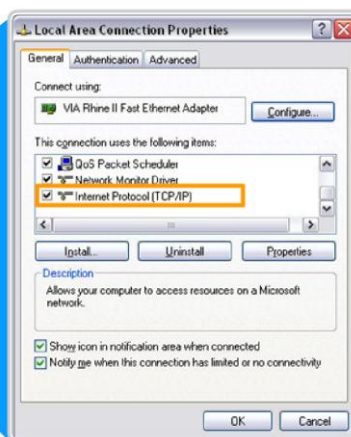 Local Area Connection Properties
General Authentication Advanced
Connect using:
VIA Rhine II Fast Ethernet Adapter
Configure...
This connection uses the following items:
QoS Packet Scheduler
Network Monitor Driver
Internet Protocol (TCP/IP)
Install... Uninstall Properties
Description
Allows your computer to access resources on a Microsoft
network.
Show icon in notification area when connected
Notify me when this connection has limited or no connectivity
OK Cancel